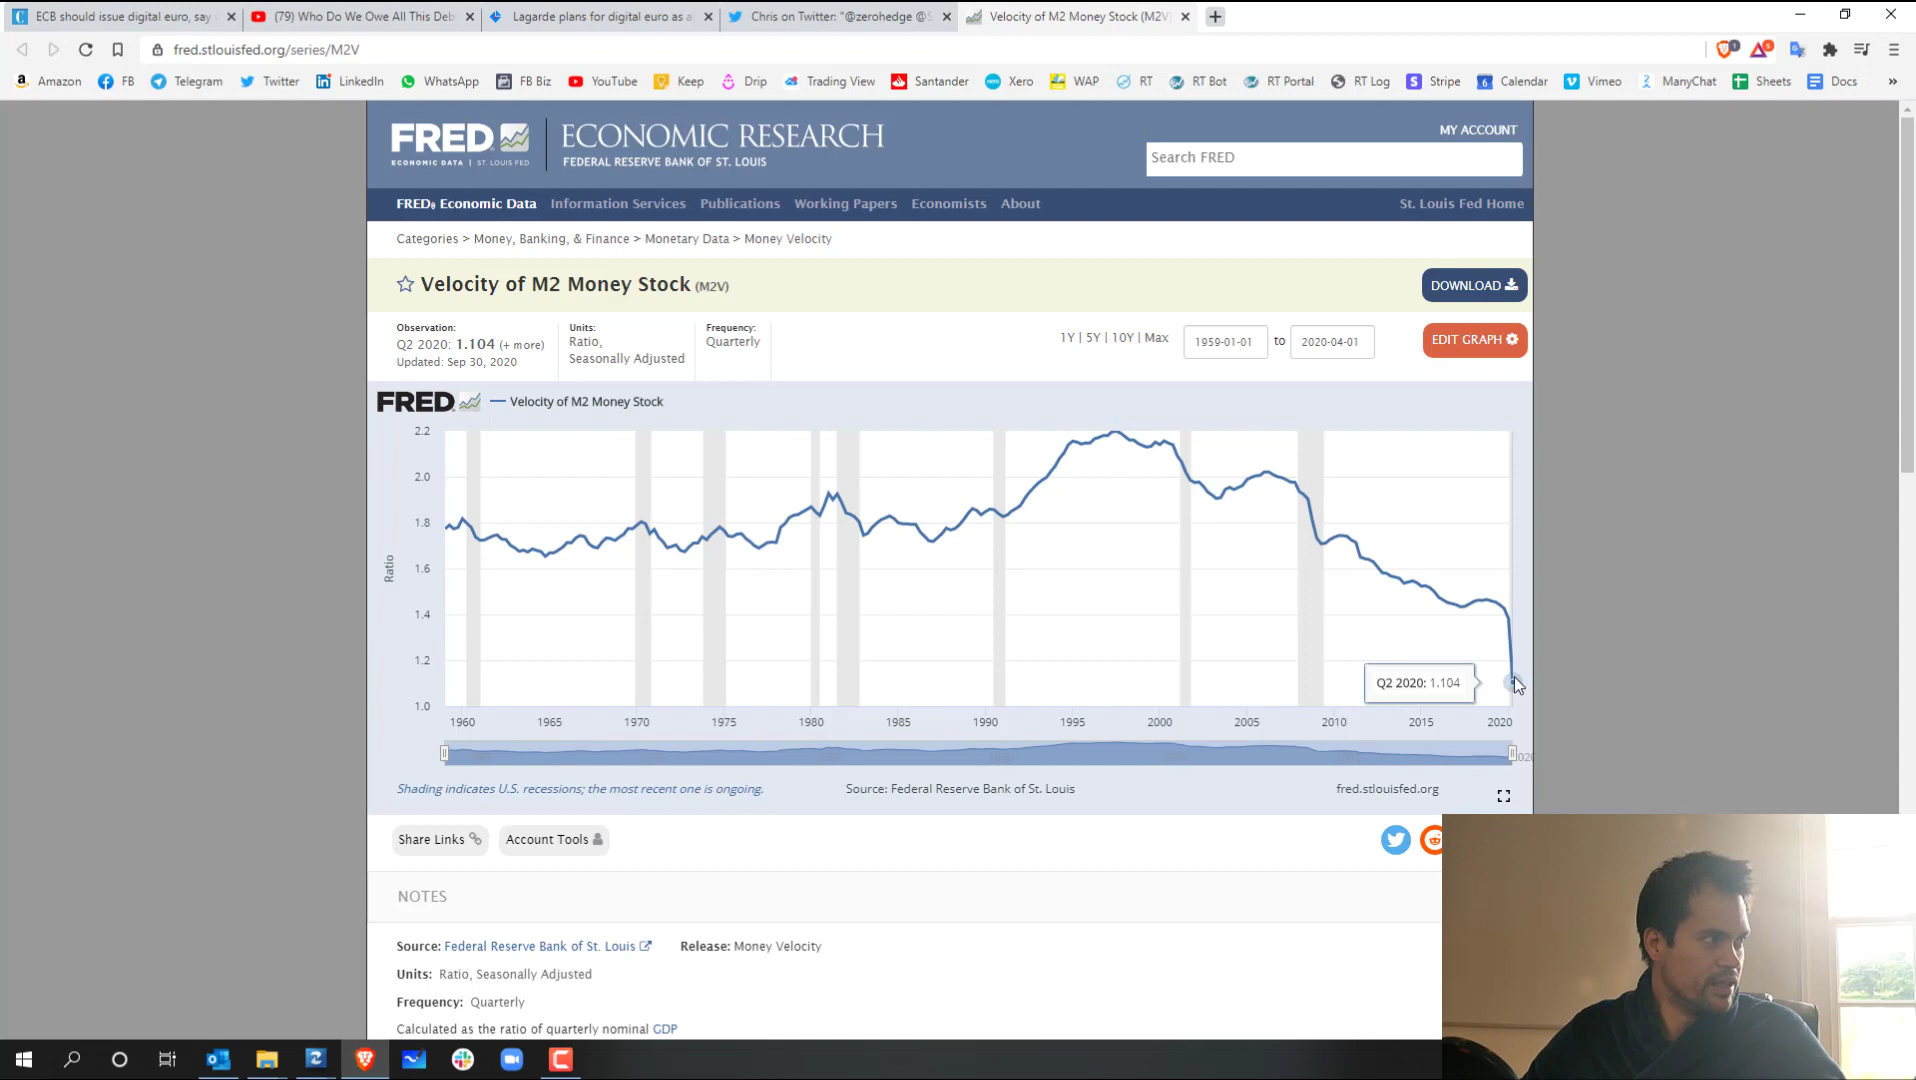 ECB should issue digital euro, say
(79) Who Do We Owe All This Deb
Lagarde plans for digital euro as a
Chris on Twitter: "@zerohedge @S
Velocity of M2 Money Stock (M2V)
fred.stlouisfed.org/series/M2V
Amazon FB Telegram Twitter LinkedIn WhatsApp FB Biz YouTube Keep Drip Trading View Santander Xero WAP RT RT Bot RT Portal RT Log Stripe Calendar Vimeo ManyChat Sheets Docs »
FRED
ECONOMIC DATA | ST. LOUIS FED
ECONOMIC RESEARCH
FEDERAL RESERVE BANK OF ST. LOUIS
MY ACCOUNT
Search FRED
FRED® Economic Data Information Services Publications Working Papers Economists About St. Louis Fed Home
Categories > Money, Banking, & Finance > Monetary Data > Money Velocity
Velocity of M2 Money Stock (M2V)
DOWNLOAD
Observation:
Q2 2020: 1.104 (+ more)
Updated: Sep 30, 2020
Units:
Ratio,
Seasonally Adjusted
Frequency:
Quarterly
1Y | 5Y | 10Y | Max
1959-01-01 to 2020-04-01
EDIT GRAPH
FRED
Velocity of M2 Money Stock
2.2
2.0
1.8
1.6
1.4
1.2
1.0
Ratio
Q2 2020: 1.104
1960 1965 1970 1975 1980 1985 1990 1995 2000 2005 2010 2015 2020
Shading indicates U.S. recessions; the most recent one is ongoing.
Source: Federal Reserve Bank of St. Louis
fred.stlouisfed.org
Share Links
Account Tools
NOTES
Source: Federal Reserve Bank of St. Louis
Release: Money Velocity
Units: Ratio, Seasonally Adjusted
Frequency: Quarterly
Calculated as the ratio of quarterly nominal GDP